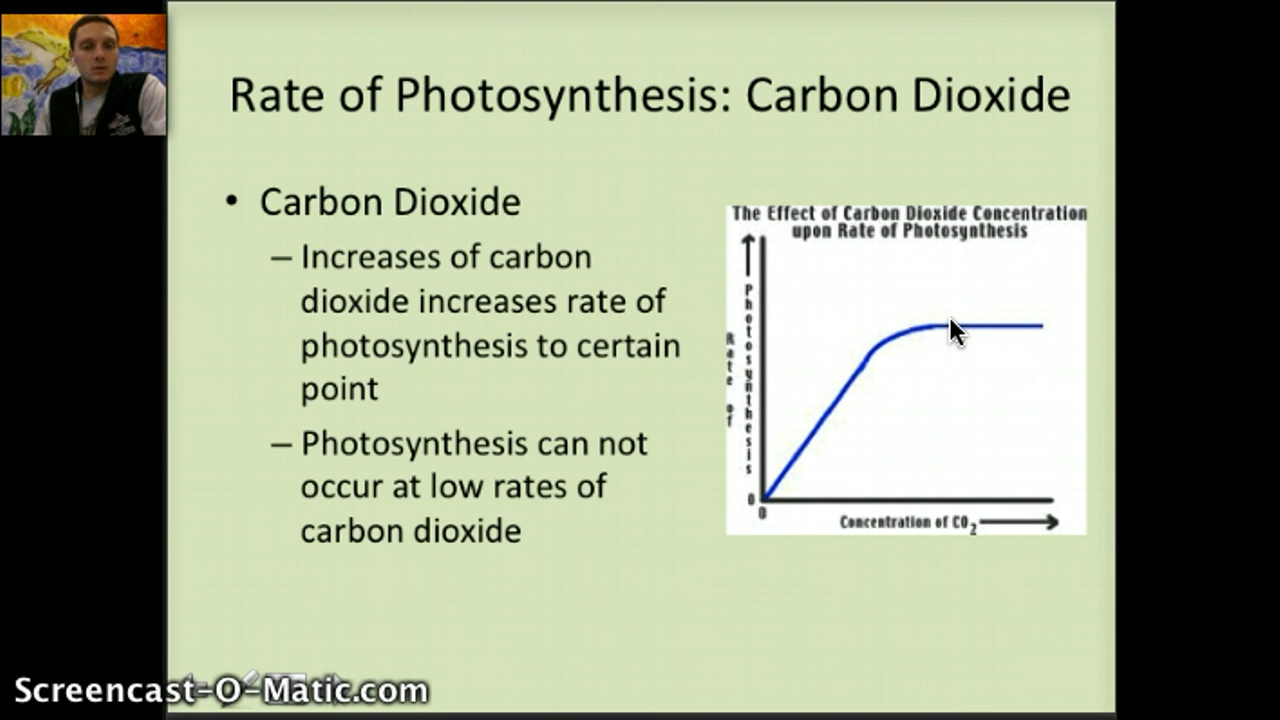 Rate of Photosynthesis: Carbon Dioxide
• Carbon Dioxide
– Increases of carbon
dioxide increases rate of
photosynthesis to certain
point
– Photosynthesis can not
occur at low rates of
carbon dioxide
The Effect of Carbon Dioxide Concentration
upon Rate of Photosynthesis
Rate of
Photosynthesis
0
0
Concentration of CO2
Screencast-O-Matic.com